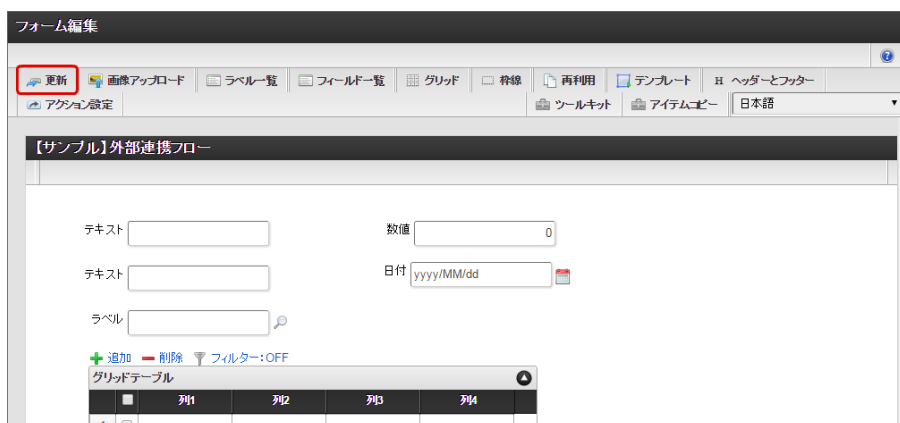 フォーム編集
更新 画像アップロード ラベル一覧 フィールド一覧 グリッド 枠線 再利用 テンプレート H ヘッダーとフッター
アクション設定 ツールキット アイテムコピー 日本語
【サンプル】外部連携フロー
テキスト 数値 0
テキスト 日付 yyyy/MM/dd
ラベル
追加 削除 フィルター：OFF
グリッドテーブル
列1 列2 列3 列4